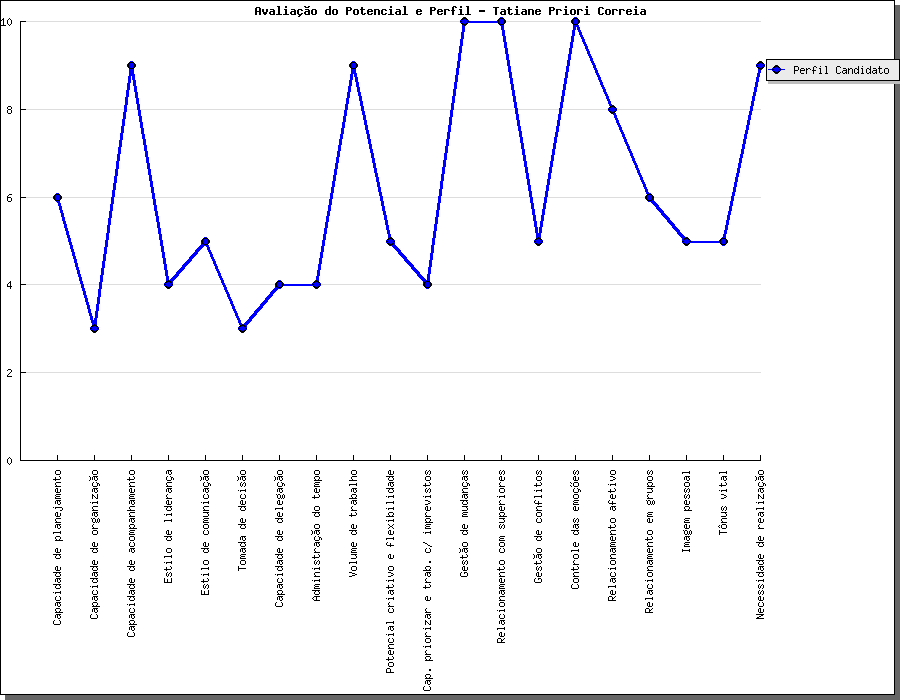 Avaliação do Potencial e Perfil - Tatiane Priori Correia
Perfil Candidato
10
8
6
4
2
0
Capacidade de planejamento
Capacidade de organização
Capacidade de acompanhamento
Estilo de liderança
Estilo de comunicação
Tomada de decisão
Capacidade de delegação
Administração do tempo
Volume de trabalho
Potencial criativo e flexibilidade
Cap. priorizar e trab. c/ imprevistos
Gestão de mudanças
Relacionamento com superiores
Gestão de conflitos
Controle das emoções
Relacionamento afetivo
Relacionamento em grupos
Imagem pessoal
Tônus vital
Necessidade de realização